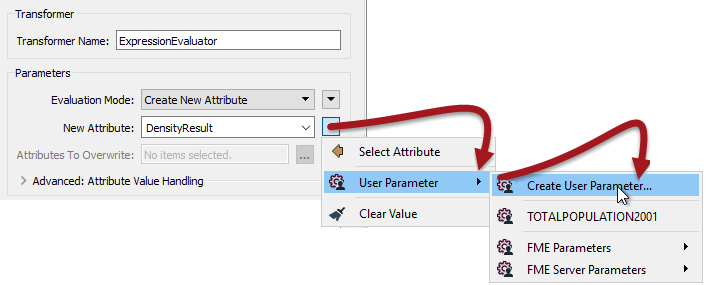 Transformer
Transformer Name: ExpressionEvaluator
Parameters
Evaluation Mode: Create New Attribute
New Attribute: DensityResult
Attributes To Overwrite: No items selected. ...
> Advanced: Attribute Value Handling
Select Attribute
User Parameter
Clear Value
Create User Parameter...
TOTALPOPULATION2001
FME Parameters
FME Server Parameters